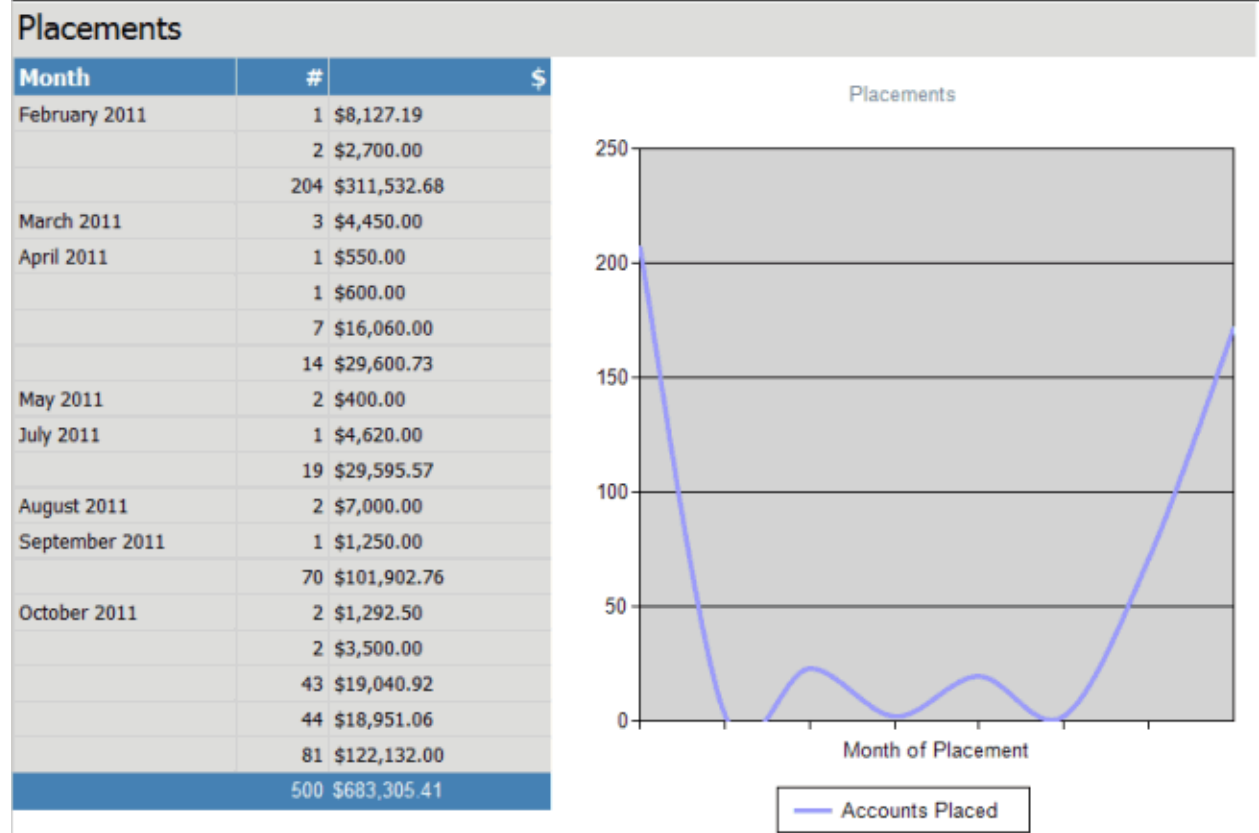 Placements
Month # $
February 2011 1 $8,127.19
2 $2,700.00
204 $311,532.68
March 2011 3 $4,450.00
April 2011 1 $550.00
1 $600.00
7 $16,060.00
14 $29,600.73
May 2011 2 $400.00
July 2011 1 $4,620.00
19 $29,595.57
August 2011 2 $7,000.00
September 2011 1 $1,250.00
70 $101,902.76
October 2011 2 $1,292.50
2 $3,500.00
43 $19,040.92
44 $18,951.06
81 $122,132.00
500 $683,305.41
Placements
250
200
150
100
50
0
Month of Placement
Accounts Placed